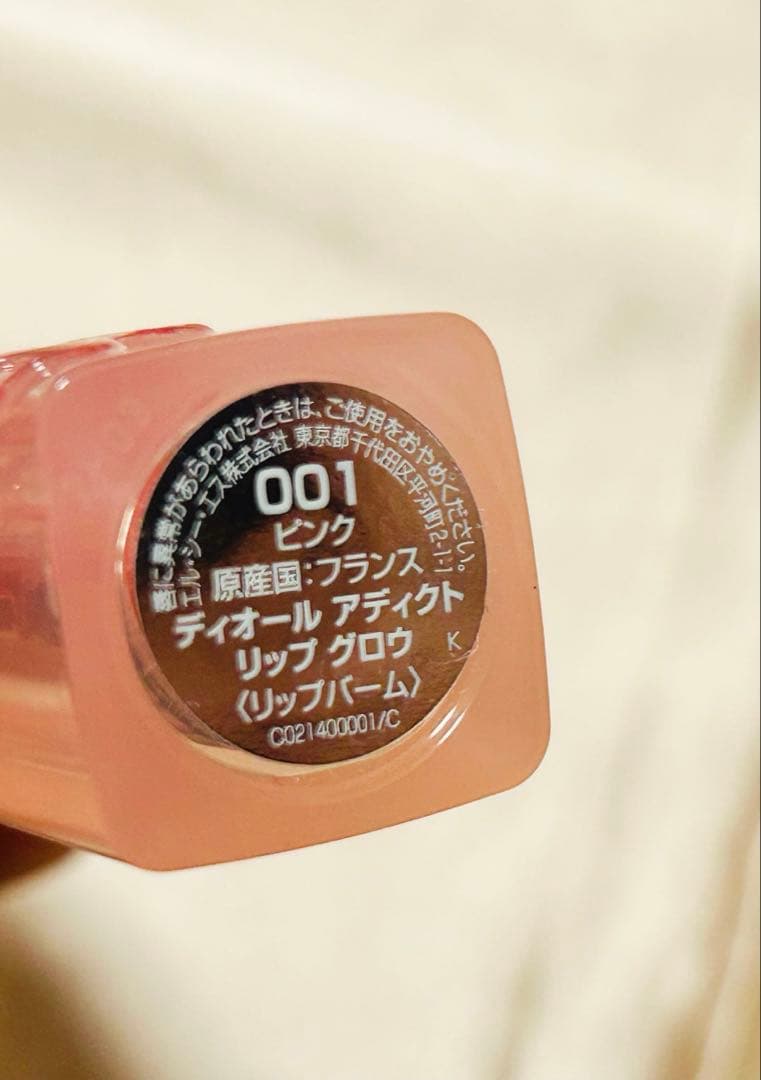 唇に異常があらわれたときは、ご使用をおやめください。
エル・シー・エス株式会社 東京都千代田区平河町2-1-1
001
ピンク
原産国:フランス
ディオール アディクト
リップ グロウ
K
〈リップバーム〉
C021400001/C